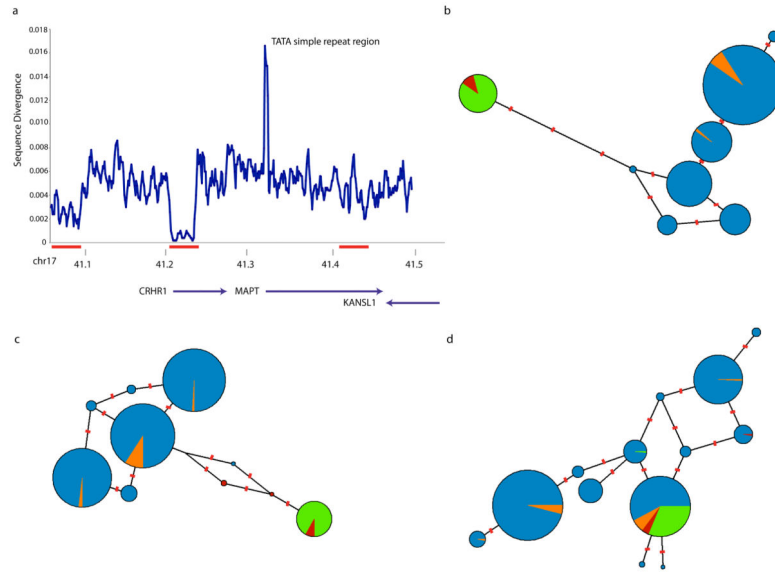 a
0.018
TATA simple repeat region
0.016
0.014
0.012
0.010
0.008
0.006
0.004
0.002
0
Sequence Divergence
chr17
41.1
41.2
41.3
41.4
41.5
CRHR1
MAPT
KANSL1
b
c
d